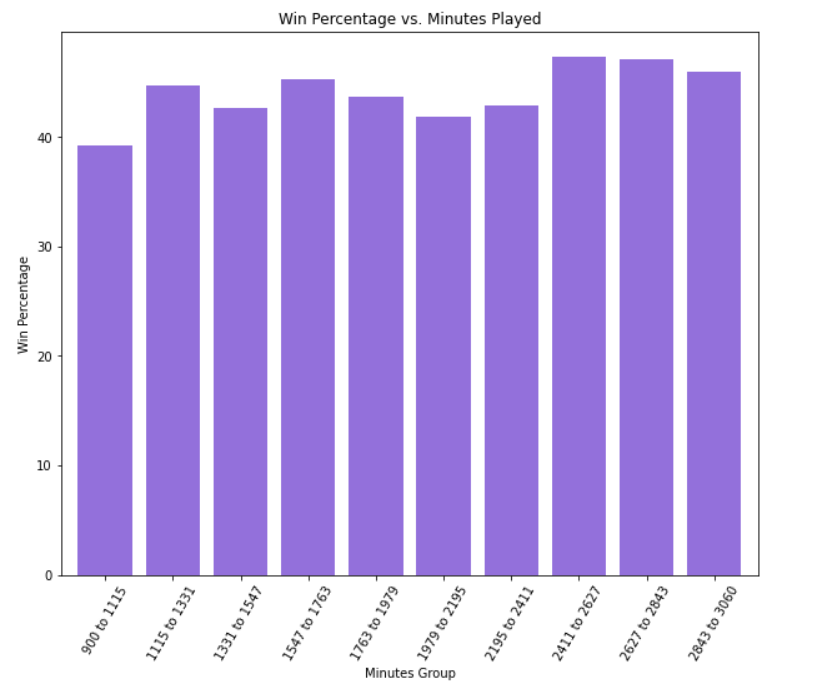 Win Percentage vs. Minutes Played
Win Percentage
40
30
20
10
0
900 to 1115
1115 to 1331
1331 to 1547
1547 to 1763
1763 to 1979
1979 to 2195
2195 to 2411
2411 to 2627
2627 to 2843
2843 to 3060
Minutes Group